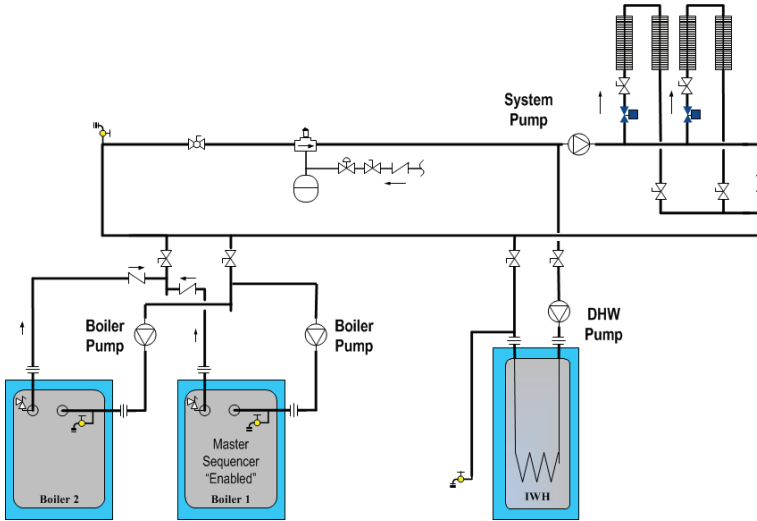 System
Pump
Boiler
Pump
Boiler
Pump
DHW
Pump
Master
Sequencer
“Enabled”
Boiler 2
Boiler 1
IWH